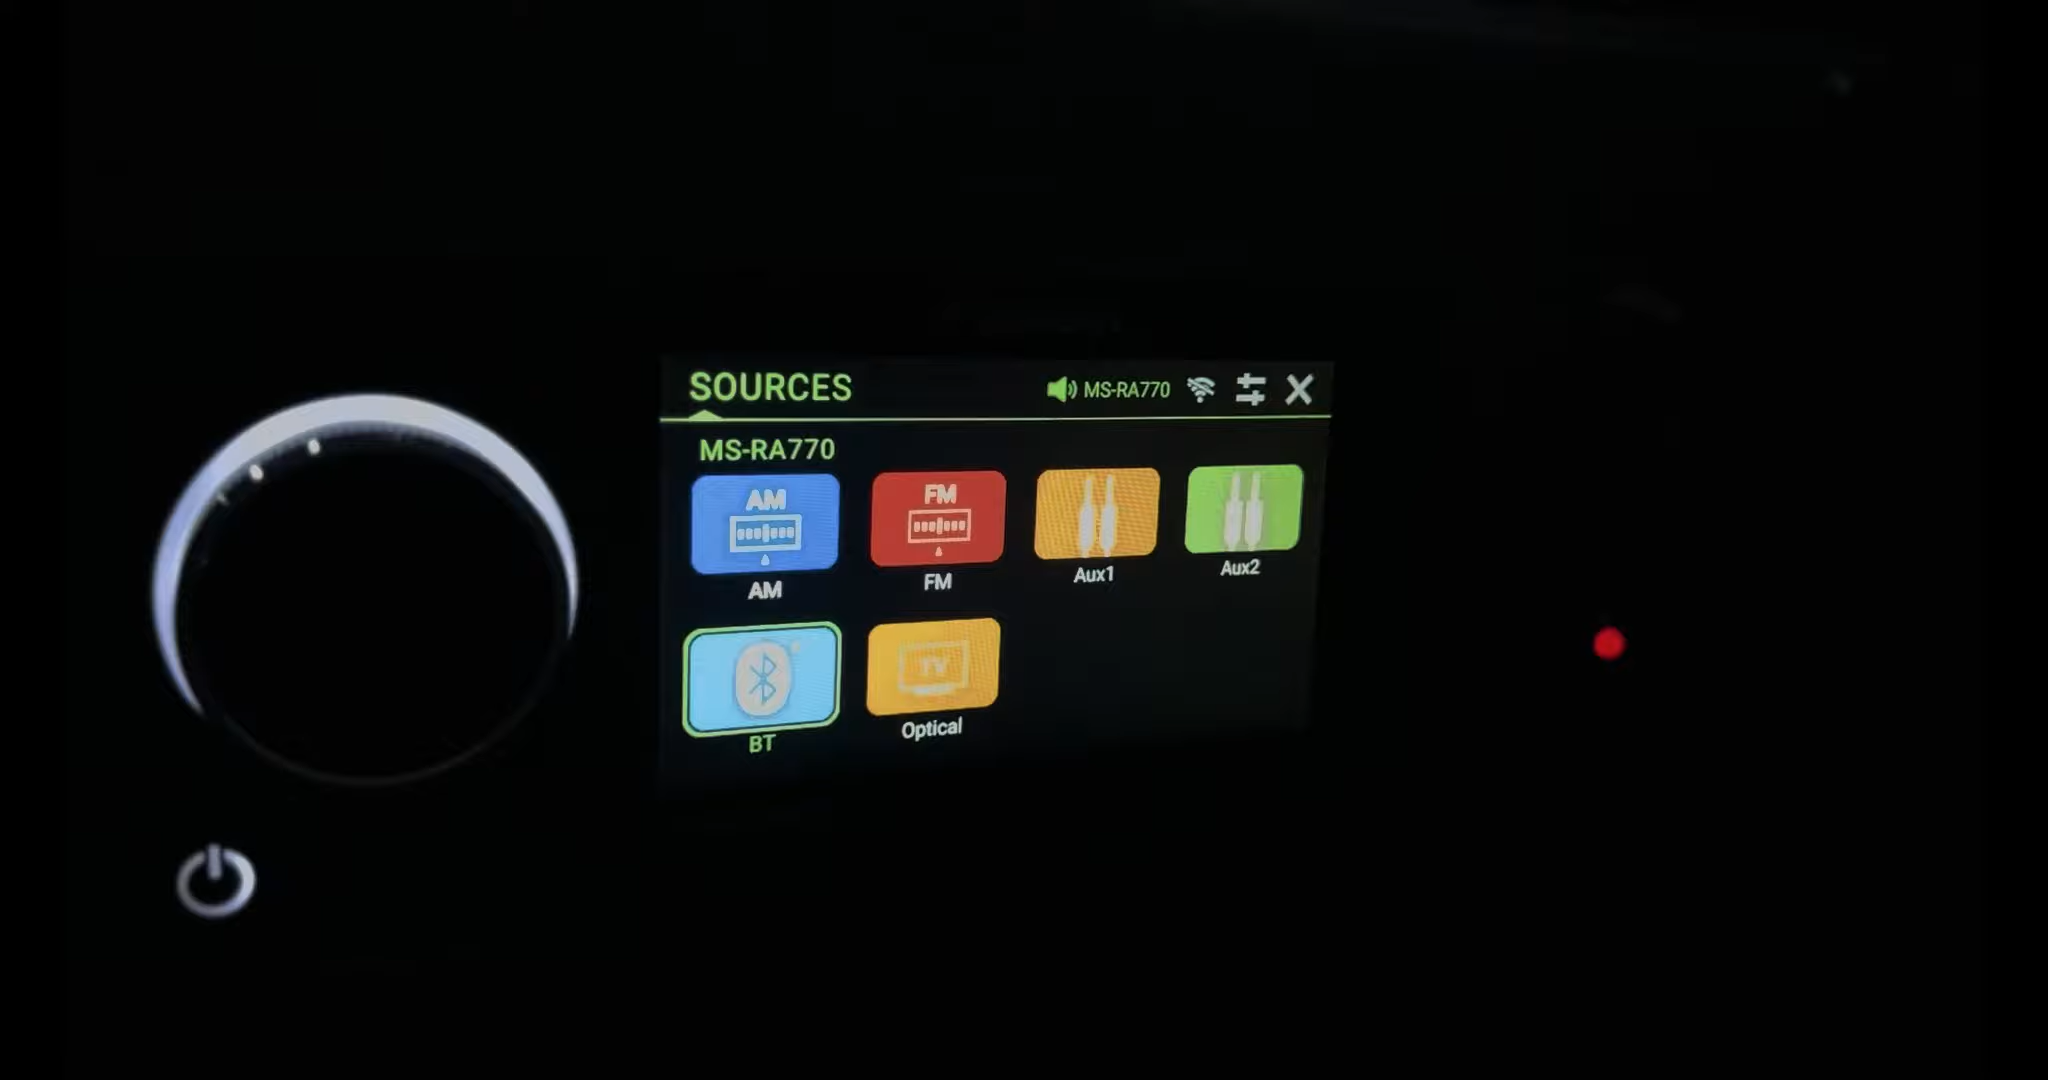 SOURCES MS-RA770
MS-RA770
AM FM
AM FM Aux1 Aux2
TV
BT Optical